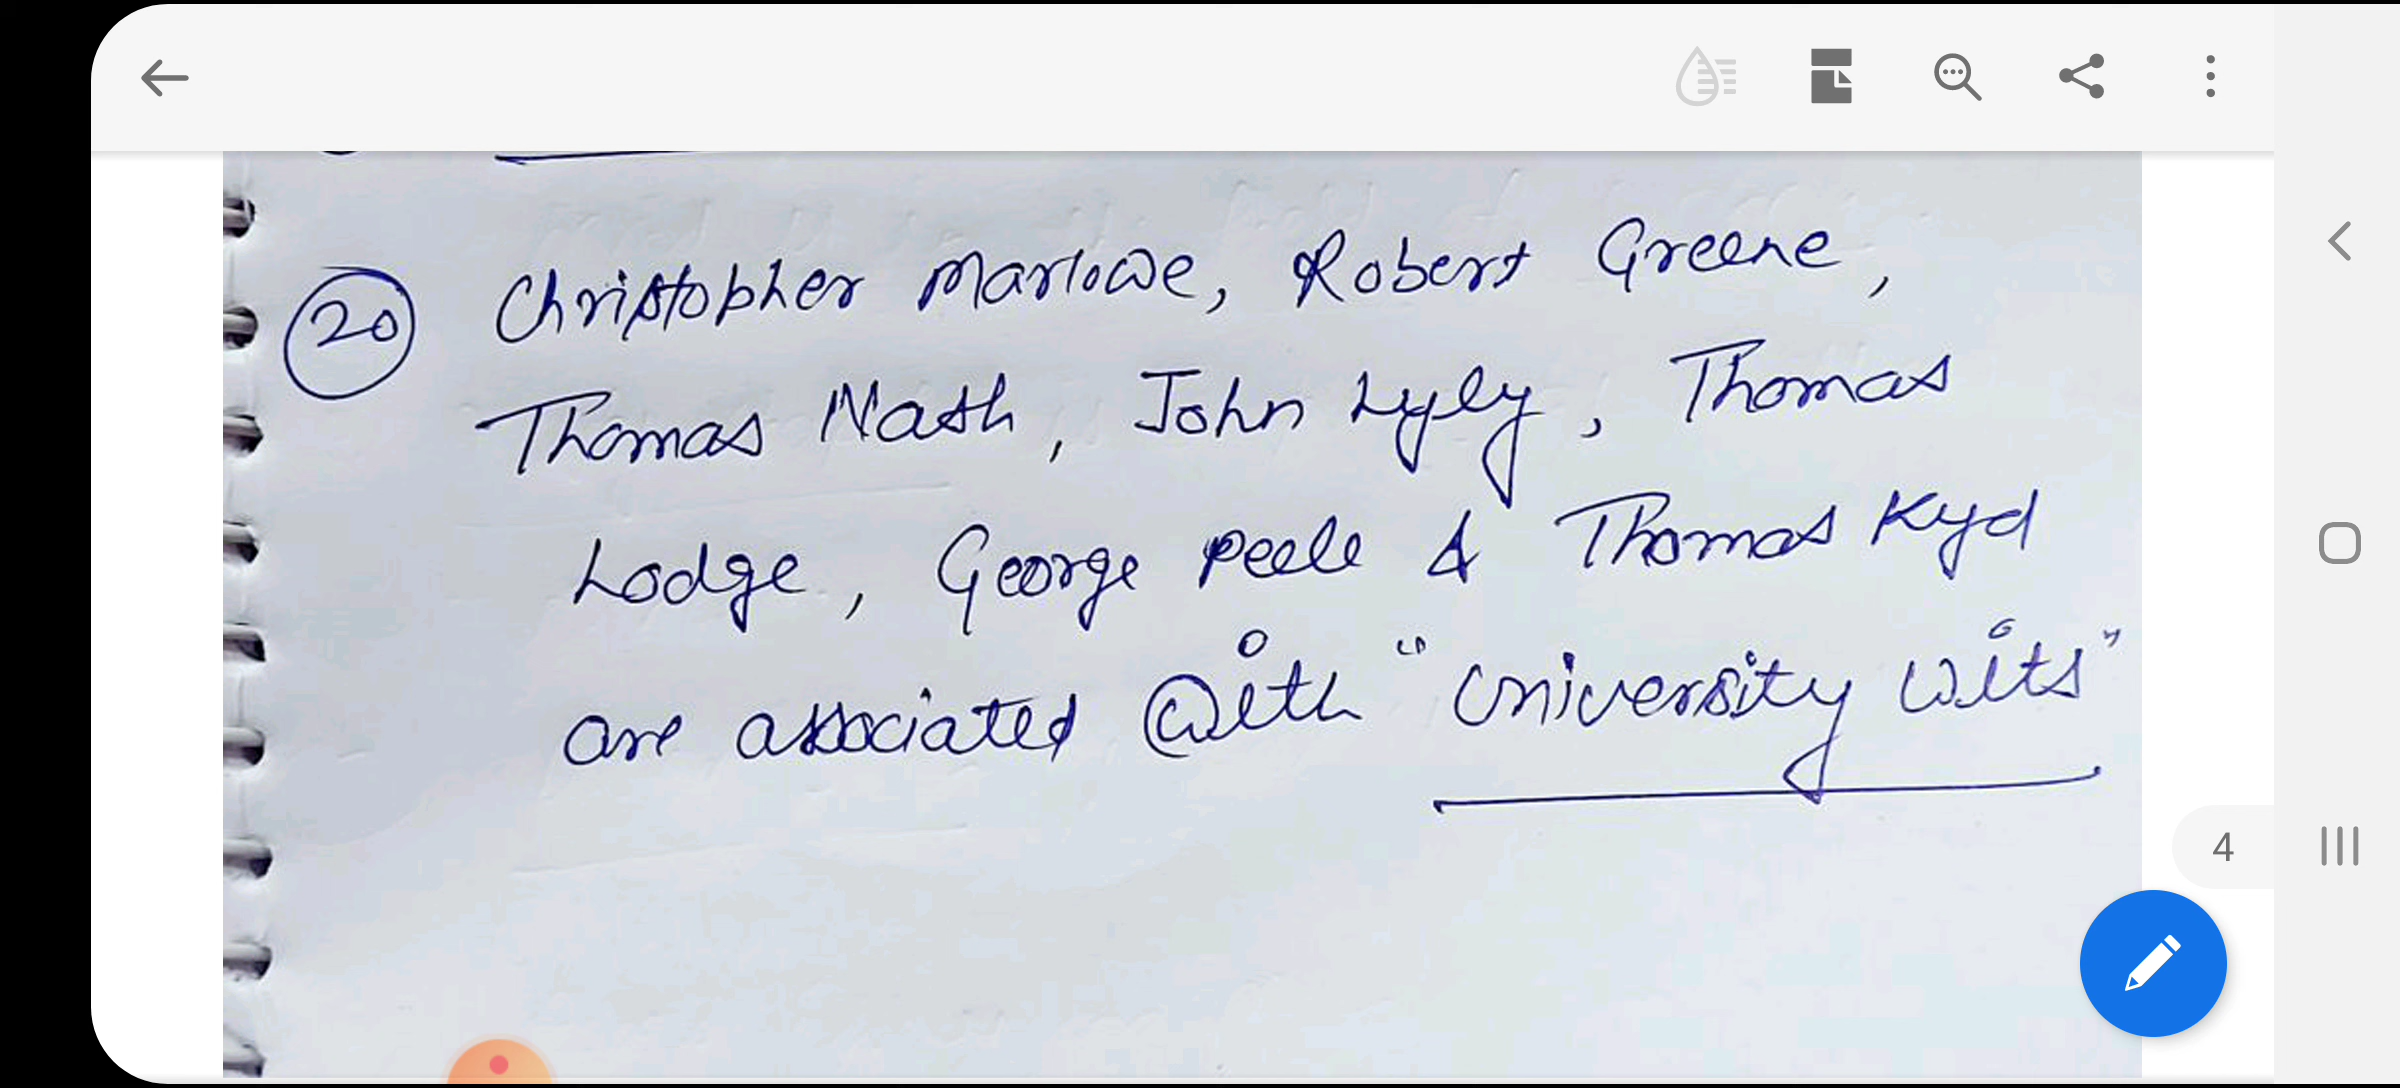 20 Christopher Marlowe, Robert Greene,
Thomas Nash, John Lyly, Thomas
Lodge, George Peele & Thomas Kyd
are associated with "University Wits"
4